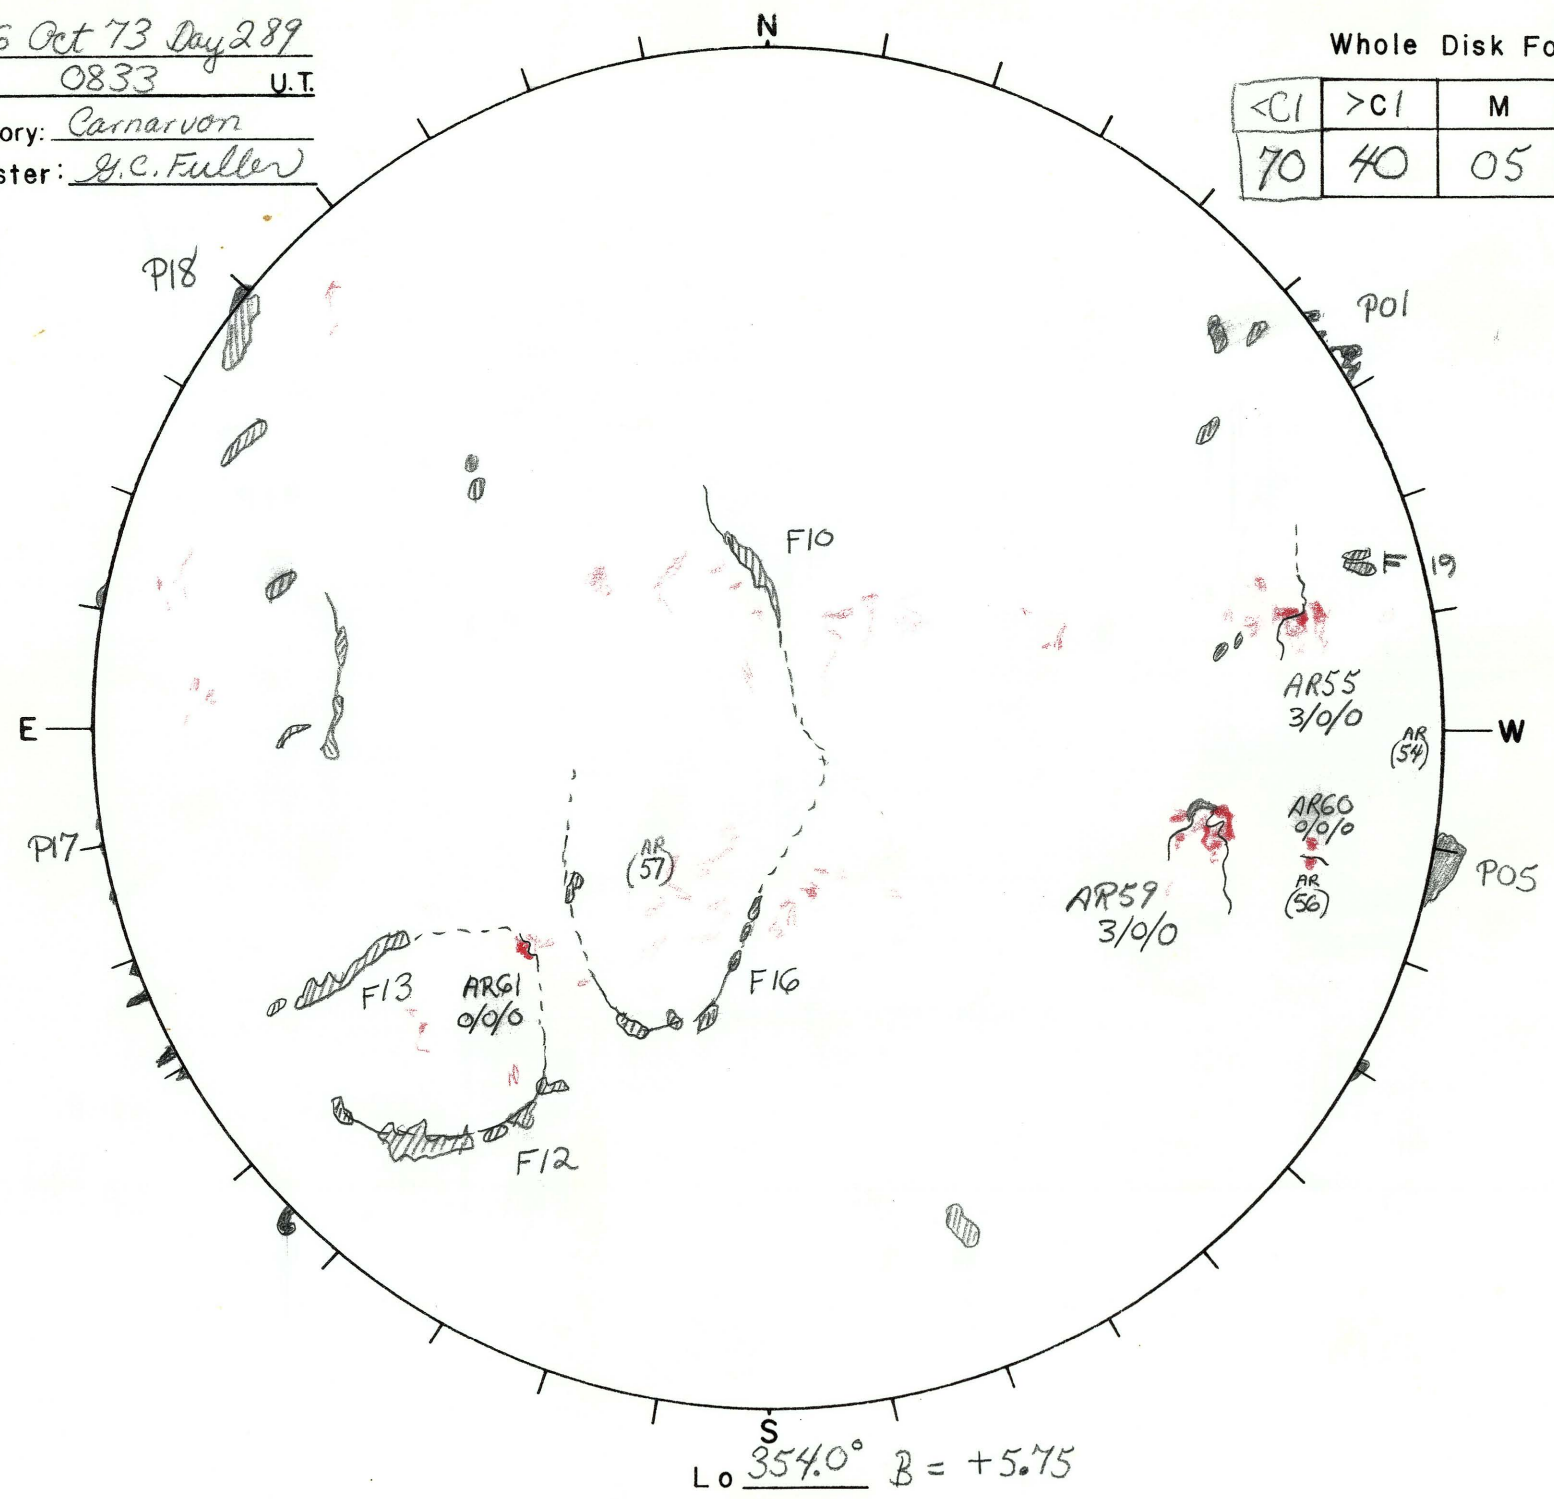 6 Oct 73 Day 289
0833 U.T.
ory: Carnarvon
ster: G.C. Fuller
N
Whole Disk Fo
<C1 >C1 M
70 40 05
P18
P01
F10
F 19
AR55
3/0/0
E
W
AR
(54)
AR60
0/0/0
P17
AR
(57)
P05
AR
(56)
AR59
3/0/0
F13
AR61
0/0/0
F16
F12
S
Lo 354.0° B = +5.75